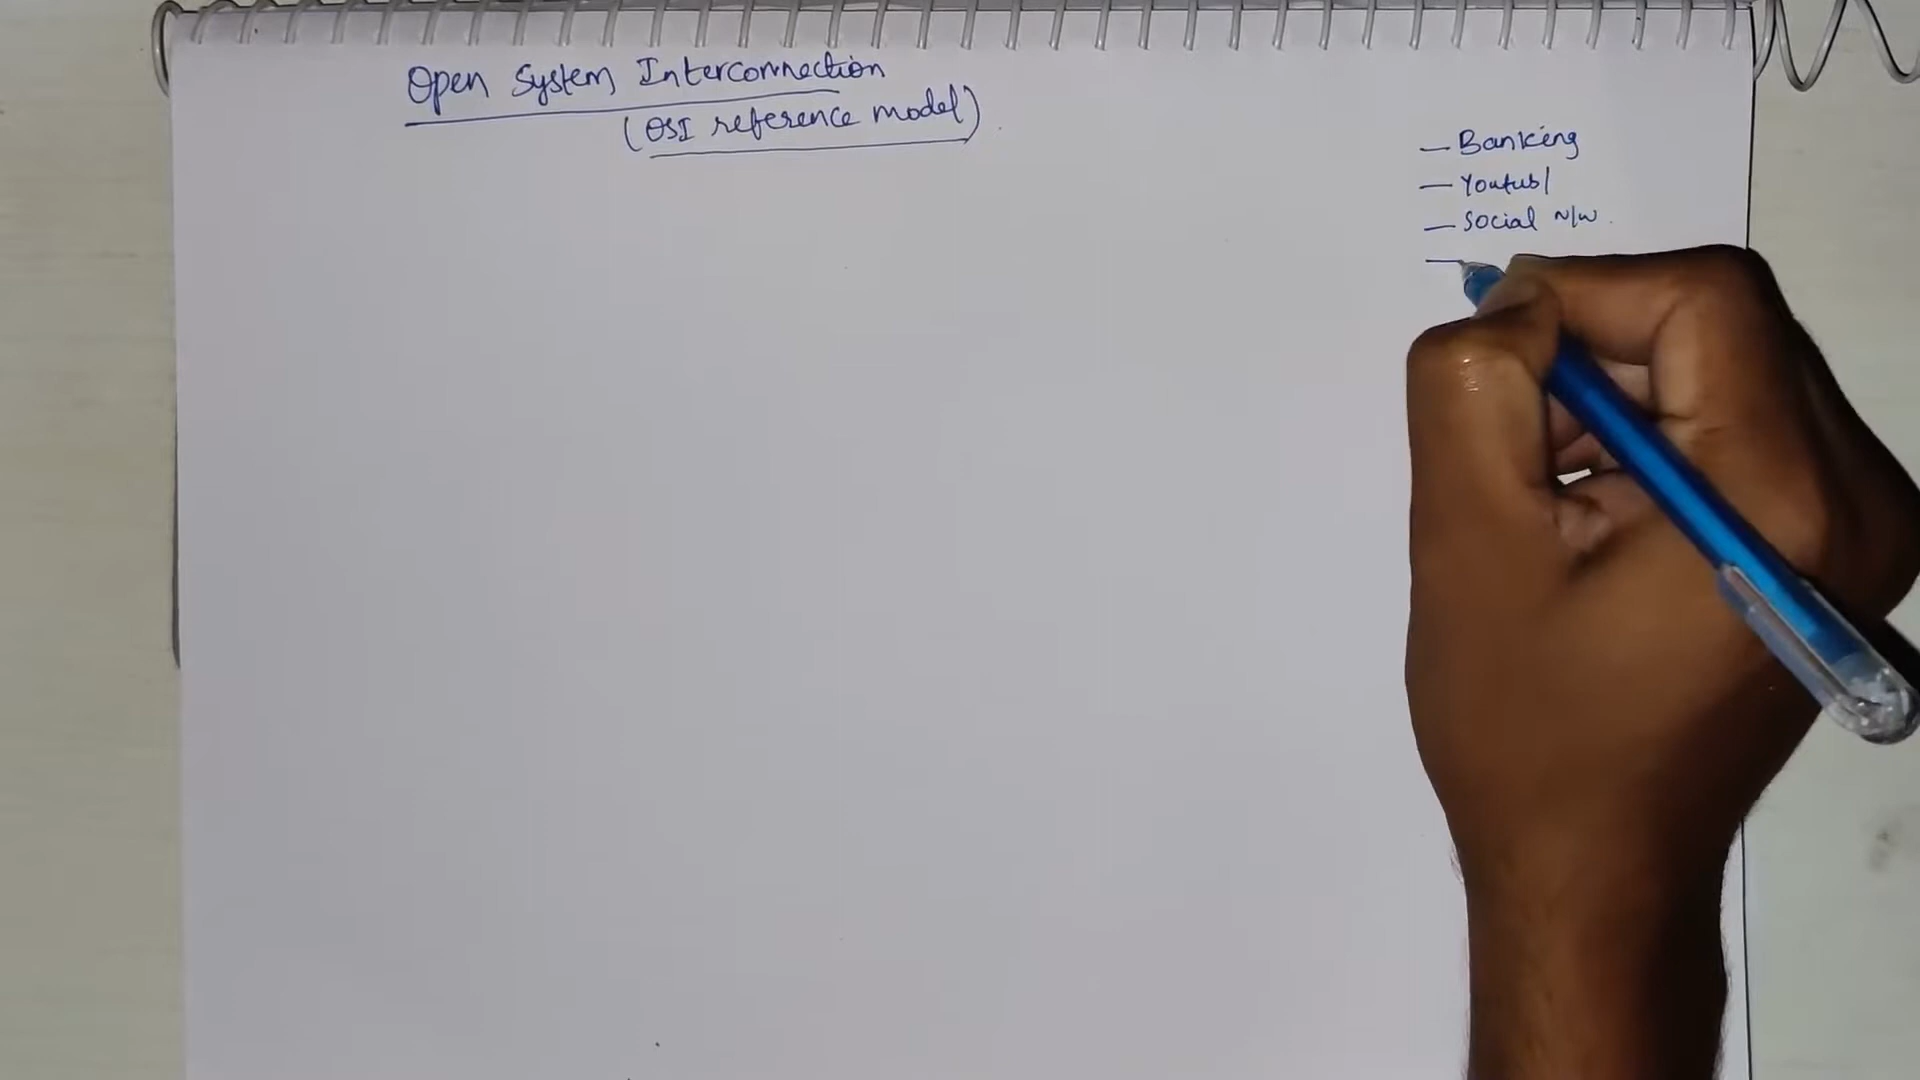 Open System Interconnection
(OSI reference model)
— Banking
— Youtub/
— Social N/W.
—